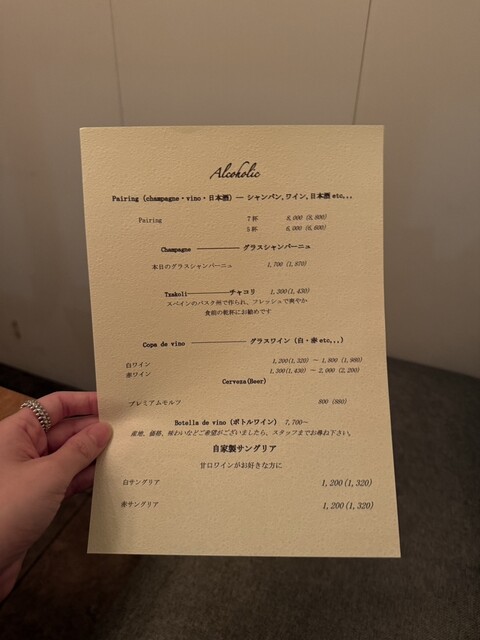 Alcoholic
Pairing (champagne・vino・日本酒) ― シャンパン, ワイン, 日本酒 etc...
Pairing 7杯 8,000 (8,800)
5杯 6,000 (6,600)
Champagne ――――― グラスシャンパーニュ
本日のグラスシャンパーニュ 1,700 (1,870)
Txakoli―――――チャコリ 1,300(1,430)
スペインのバスク州で作られ、フレッシュで爽やか
食前の乾杯にお勧めです
Copa de vino ――――――― グラスワイン (白・赤 etc...)
白ワイン 1,200(1,320) ～ 1,800 (1,980)
赤ワイン 1,300(1,430) ～ 2,000 (2,200)
Cerveza(Beer)
プレミアムモルツ 800 (880)
Botella de vino (ボトルワイン) 7,700～
産地、価格、味わいなどご希望がございましたら、スタッフまでお尋ね下さい。
自家製サングリア
甘口ワインがお好きな方に
白サングリア 1,200(1,320)
赤サングリア 1,200(1,320)